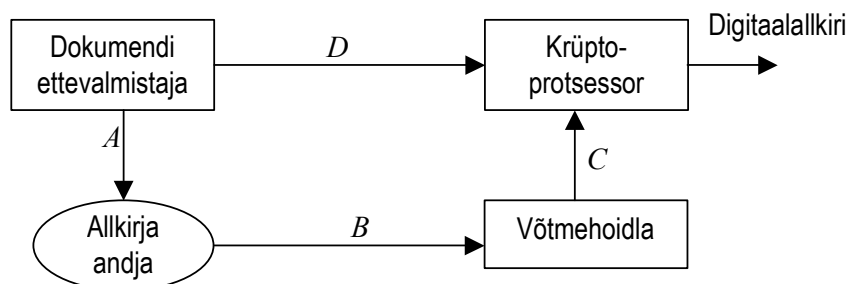 Dokumendi
ettevalmistaja
D
Krüpto-
protsessor
Digitaalallkiri
A
C
Allkirja
andja
B
Võtmehoidla